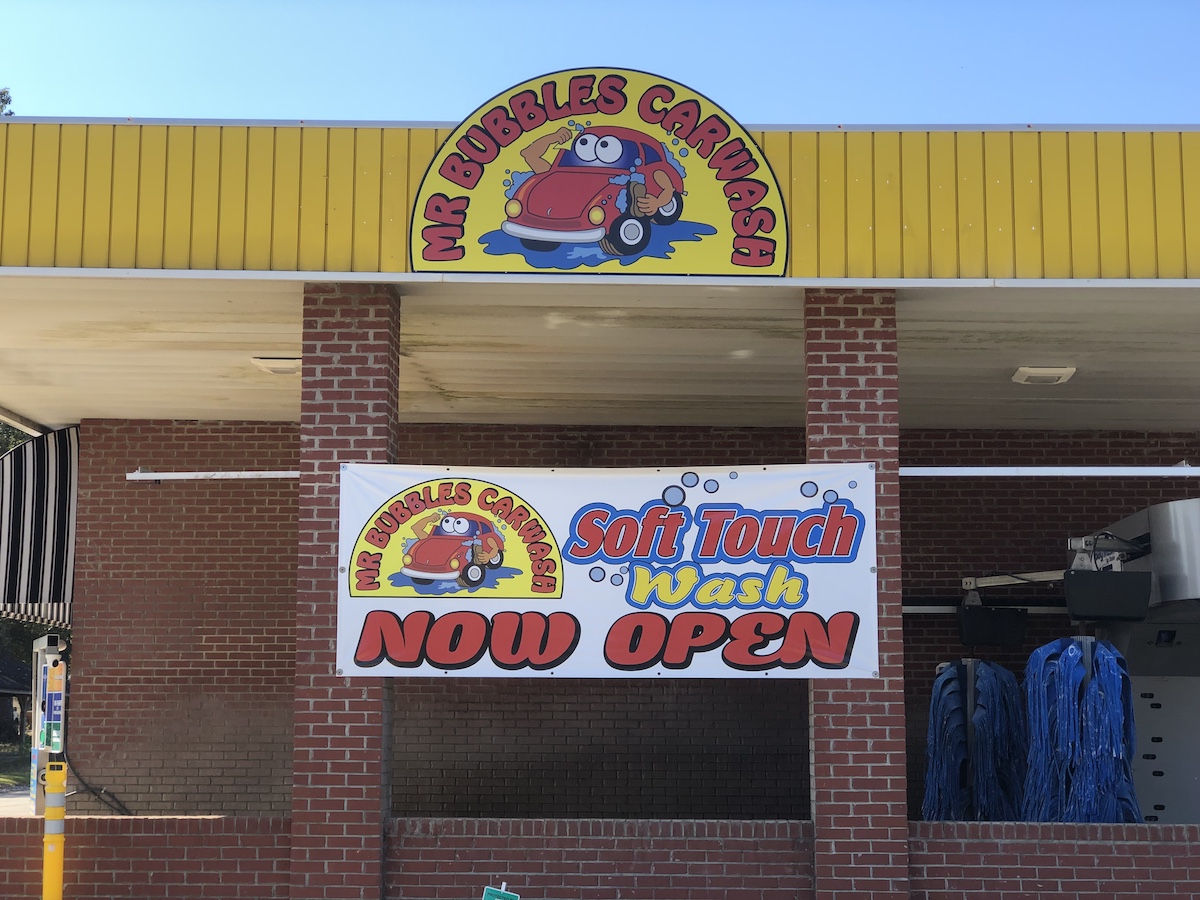 MR BUBBLES CARWASH
MR BUBBLES CARWASH
Soft Touch
Wash
NOW OPEN